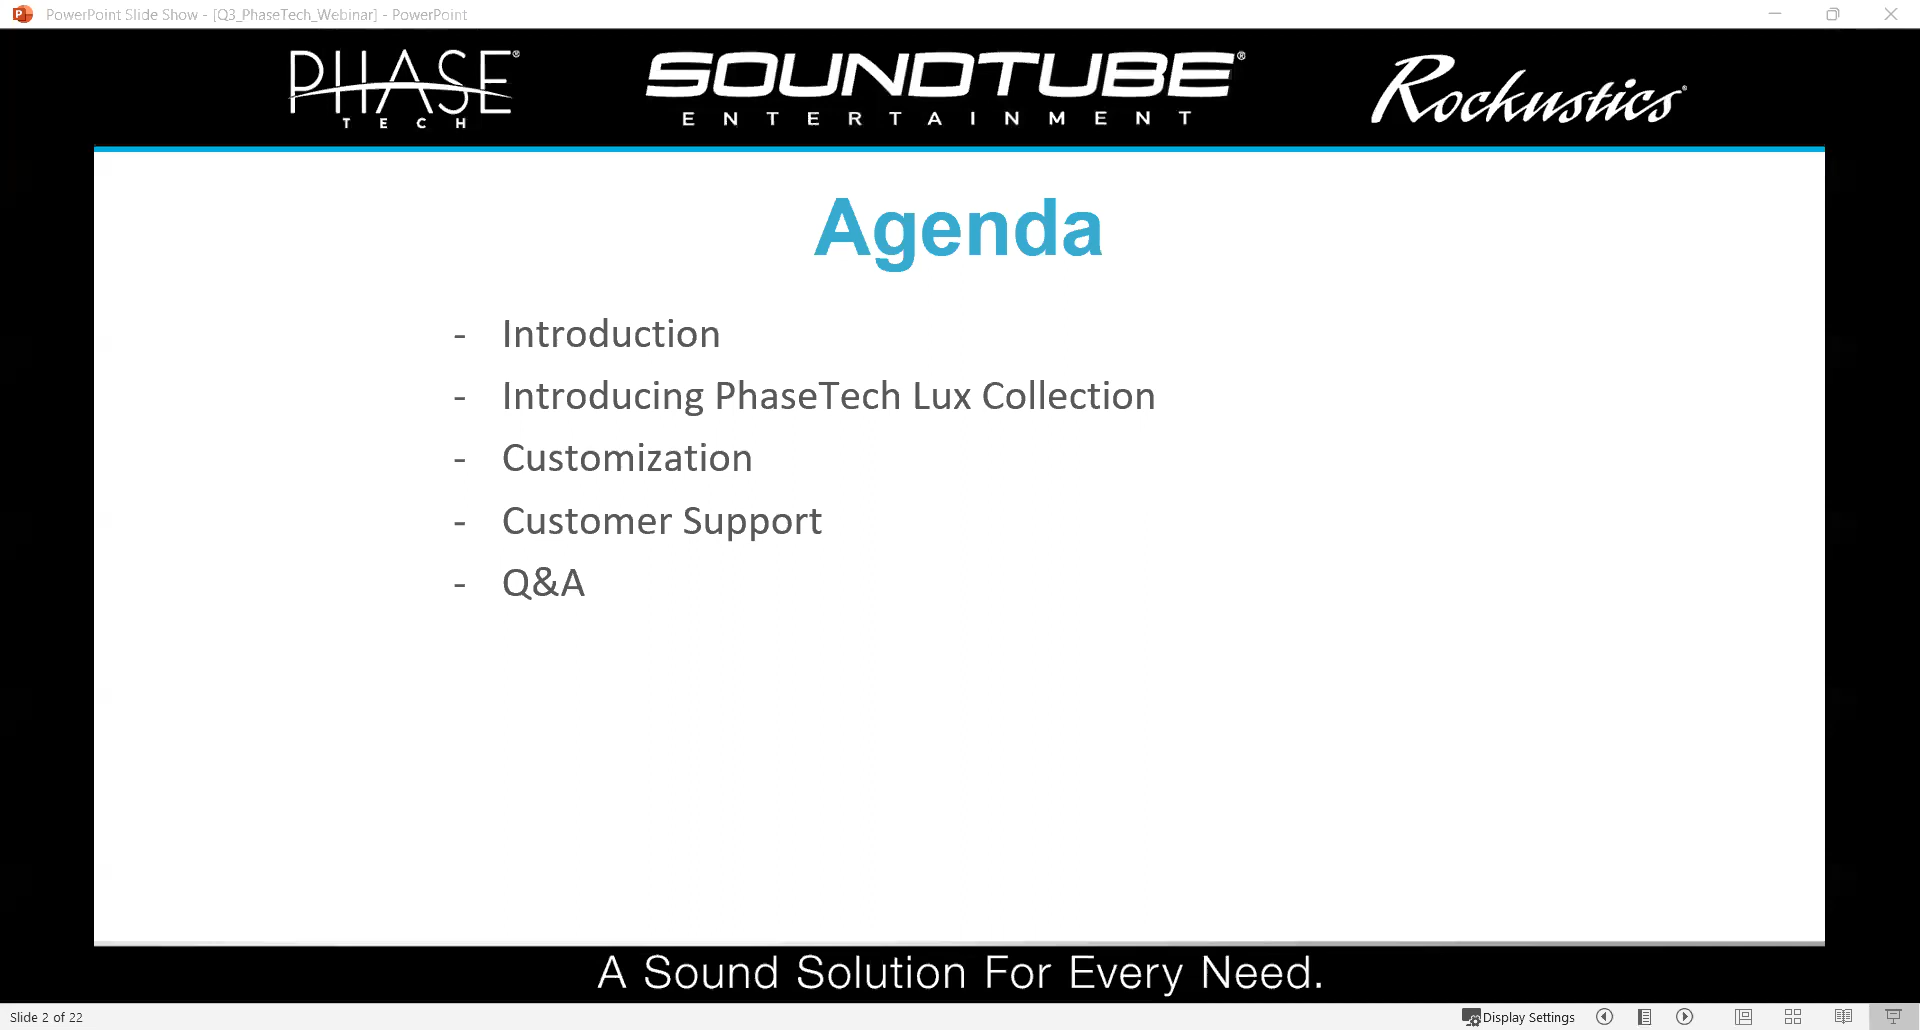 PowerPoint Slide Show - [Q3_PhaseTech_Webinar] - PowerPoint
PHASE® TECH
SOUNDTUBE® ENTERTAINMENT
Rockustics®
Agenda
- Introduction
- Introducing PhaseTech Lux Collection
- Customization
- Customer Support
- Q&A
A Sound Solution For Every Need.
Slide 2 of 22
Display Settings